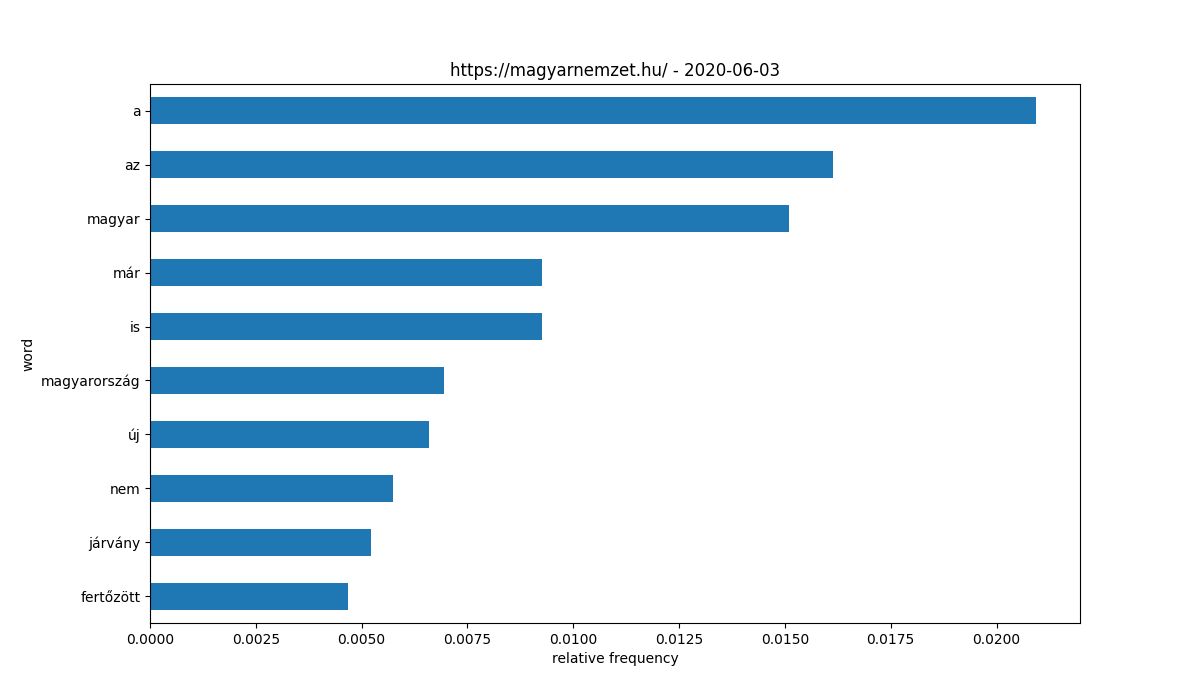 https://magyarnemzet.hu/ - 2020-06-03
a
az
magyar
már
is
magyarország
új
nem
járvány
fertőzött
word
0.0000 0.0025 0.0050 0.0075 0.0100 0.0125 0.0150 0.0175 0.0200
relative frequency